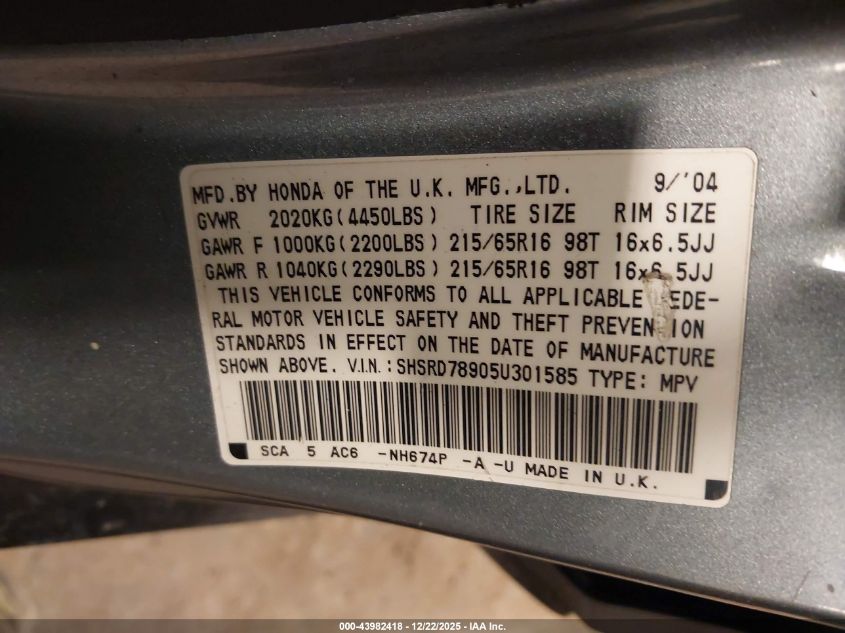 MFD.BY HONDA OF THE U.K. MFG.,LTD. 9/'04
GVWR 2020KG(4450LBS) TIRE SIZE RIM SIZE
GAWR F 1000KG(2200LBS) 215/65R16 98T 16x6.5JJ
GAWR R 1040KG(2290LBS) 215/65R16 98T 16x6.5JJ
THIS VEHICLE CONFORMS TO ALL APPLICABLE FEDE-
RAL MOTOR VEHICLE SAFETY AND THEFT PREVENTION
STANDARDS IN EFFECT ON THE DATE OF MANUFACTURE
SHOWN ABOVE. V.I.N.: SHSRD78905U301585 TYPE: MPV
SCA 5 AC6 -NH674P -A -U MADE IN U.K.
000-43982418 - 12/22/2025 - IAA Inc.